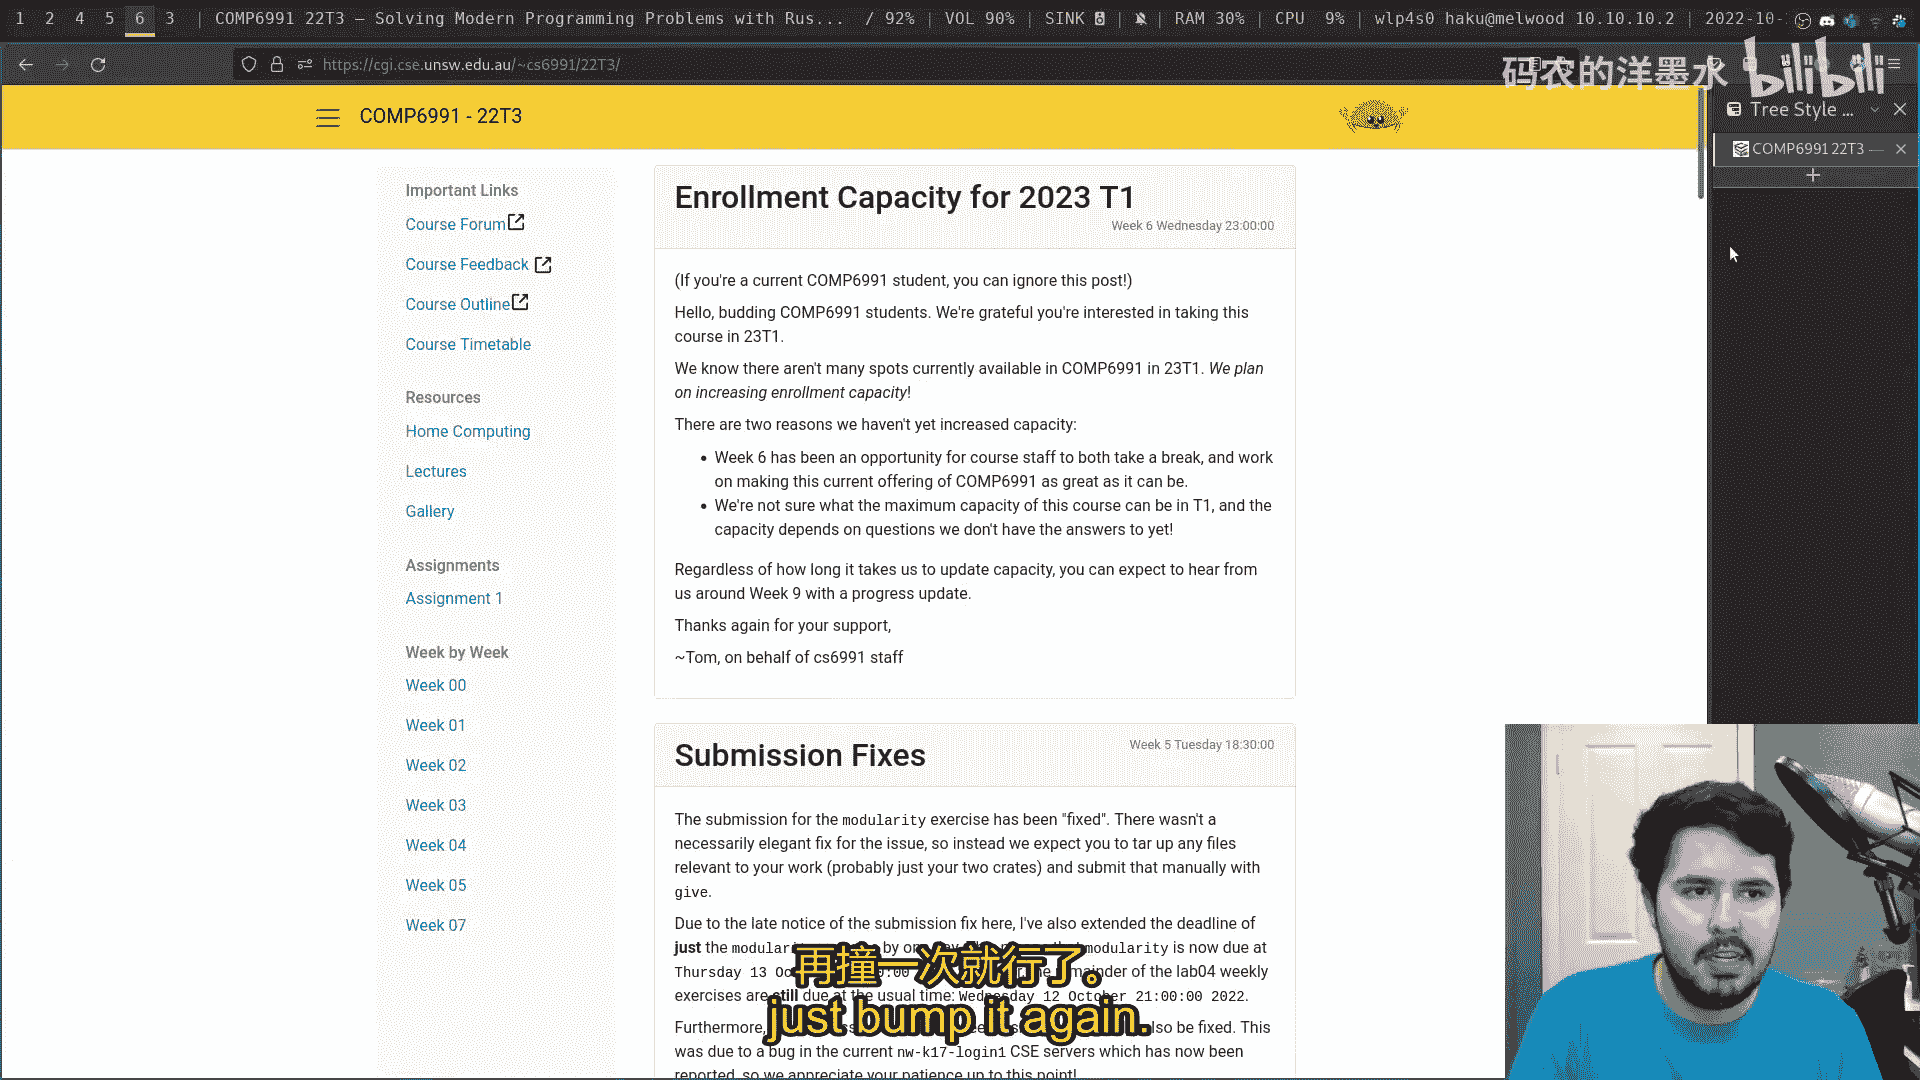 1 2 4 5 6 3 | COMP6991 22T3 — Solving Modern Programming Problems with Rus... / 92% | VOL 90% | SINK | RAM 30% | CPU 9% | wlp4s0 haku@melwood 10.10.10.2 | 2022-10-
https://cgi.cse.unsw.edu.au/~cs6991/22T3/
码农的洋墨水 bilibili
Tree Style ...
COMP6991 22T3 —
COMP6991 - 22T3
Important Links
Course Forum
Course Feedback
Course Outline
Course Timetable
Resources
Home Computing
Lectures
Gallery
Assignments
Assignment 1
Week by Week
Week 00
Week 01
Week 02
Week 03
Week 04
Week 05
Week 07
Enrollment Capacity for 2023 T1
Week 6 Wednesday 23:00:00
(If you're a current COMP6991 student, you can ignore this post!)
Hello, budding COMP6991 students. We're grateful you're interested in taking this
course in 23T1.
We know there aren't many spots currently available in COMP6991 in 23T1. We plan
on increasing enrollment capacity!
There are two reasons we haven't yet increased capacity:
• Week 6 has been an opportunity for course staff to both take a break, and work
on making this current offering of COMP6991 as great as it can be.
• We're not sure what the maximum capacity of this course can be in T1, and the
capacity depends on questions we don't have the answers to yet!
Regardless of how long it takes us to update capacity, you can expect to hear from
us around Week 9 with a progress update.
Thanks again for your support,
~Tom, on behalf of cs6991 staff
Submission Fixes
Week 5 Tuesday 18:30:00
The submission for the modularity exercise has been "fixed". There wasn't a
necessarily elegant fix for the issue, so instead we expect you to tar up any files
relevant to your work (probably just your two crates) and submit that manually with
give.
Due to the late notice of the submission fix here, I've also extended the deadline of
just the by modularity is now due at
Thursday 13 remainder of the lab04 weekly
exercises are still due at the usual time: Wednesday 12 October 21:00:00 2022.
Furthermore, also be fixed. This
was due to a bug in the current nw-k17-login1 CSE servers which has now been
reported, so we appreciate your patience up to this point!
再撞一次就行了.
just bump it again.